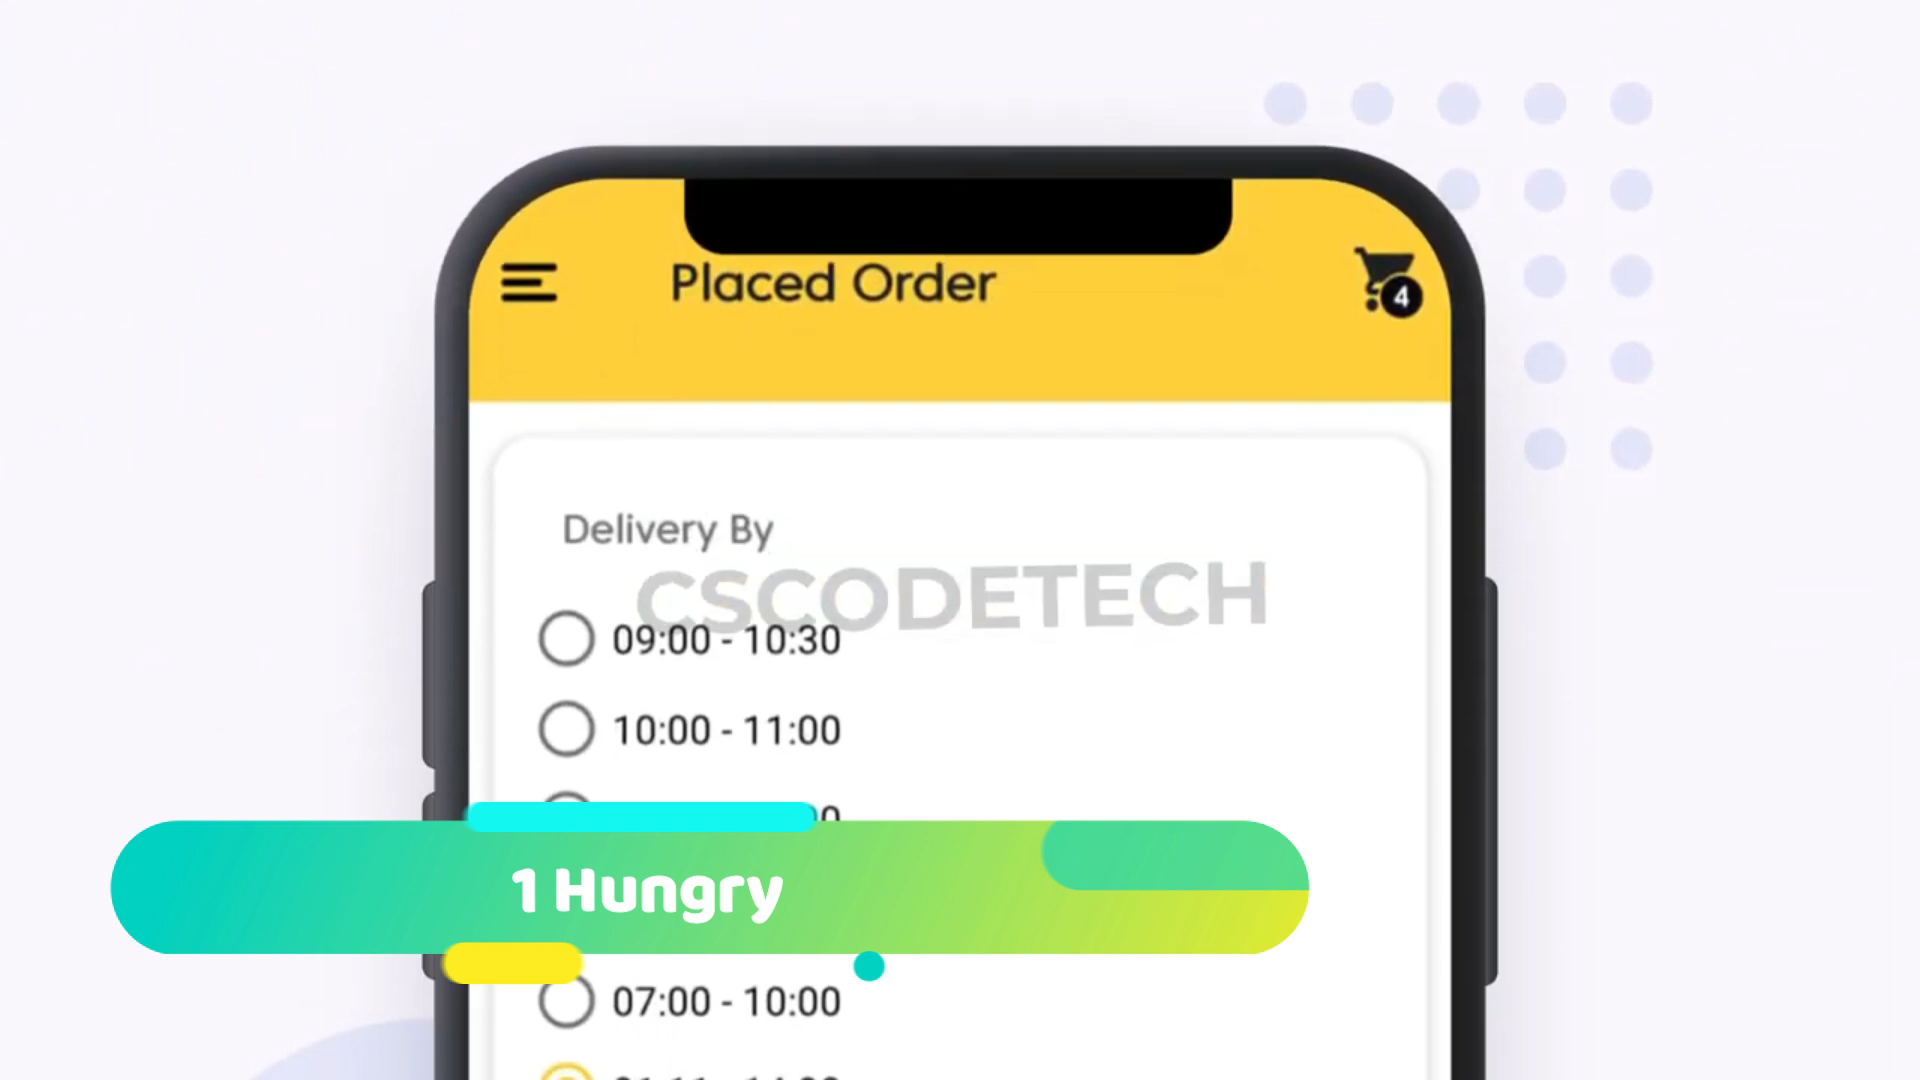 Placed Order
4
Delivery By
CSCODETECH
09:00 - 10:30
10:00 - 11:00
1 Hungry
07:00 - 10:00